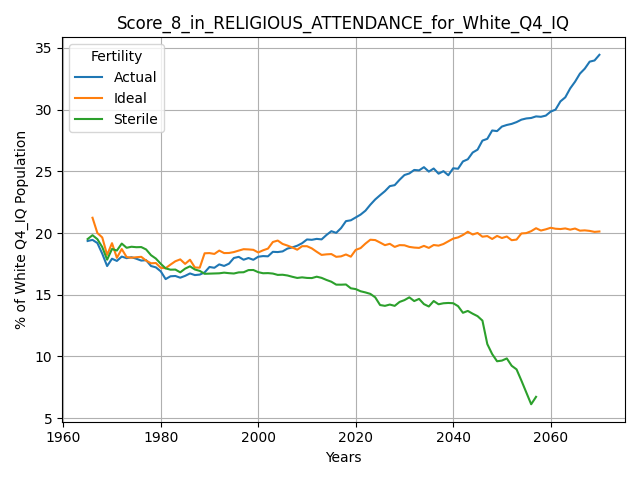 Score_8_in_RELIGIOUS_ATTENDANCE_for_White_Q4_IQ
Fertility
Actual
Ideal
Sterile
% of White Q4_IQ Population
35
30
25
20
15
10
5
1960
1980
2000
2020
2040
2060
Years